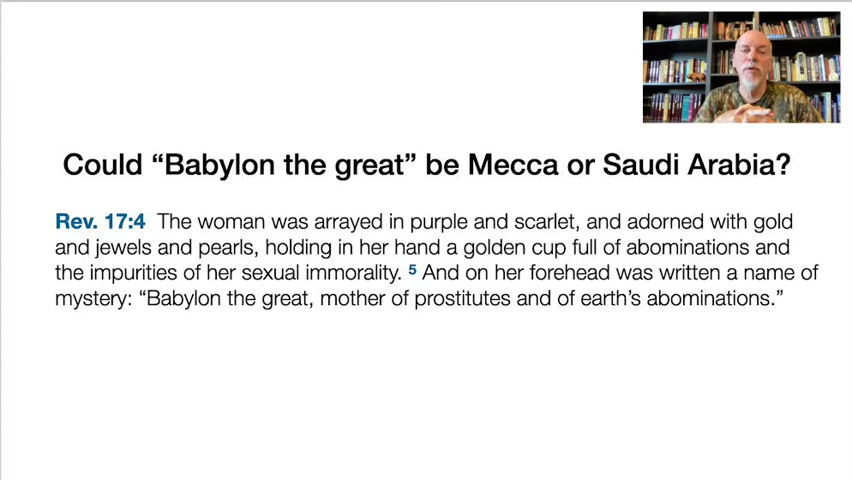 Could “Babylon the great” be Mecca or Saudi Arabia?
Rev. 17:4 The woman was arrayed in purple and scarlet, and adorned with gold
and jewels and pearls, holding in her hand a golden cup full of abominations and
the impurities of her sexual immorality. 5 And on her forehead was written a name of
mystery: “Babylon the great, mother of prostitutes and of earth’s abominations.”